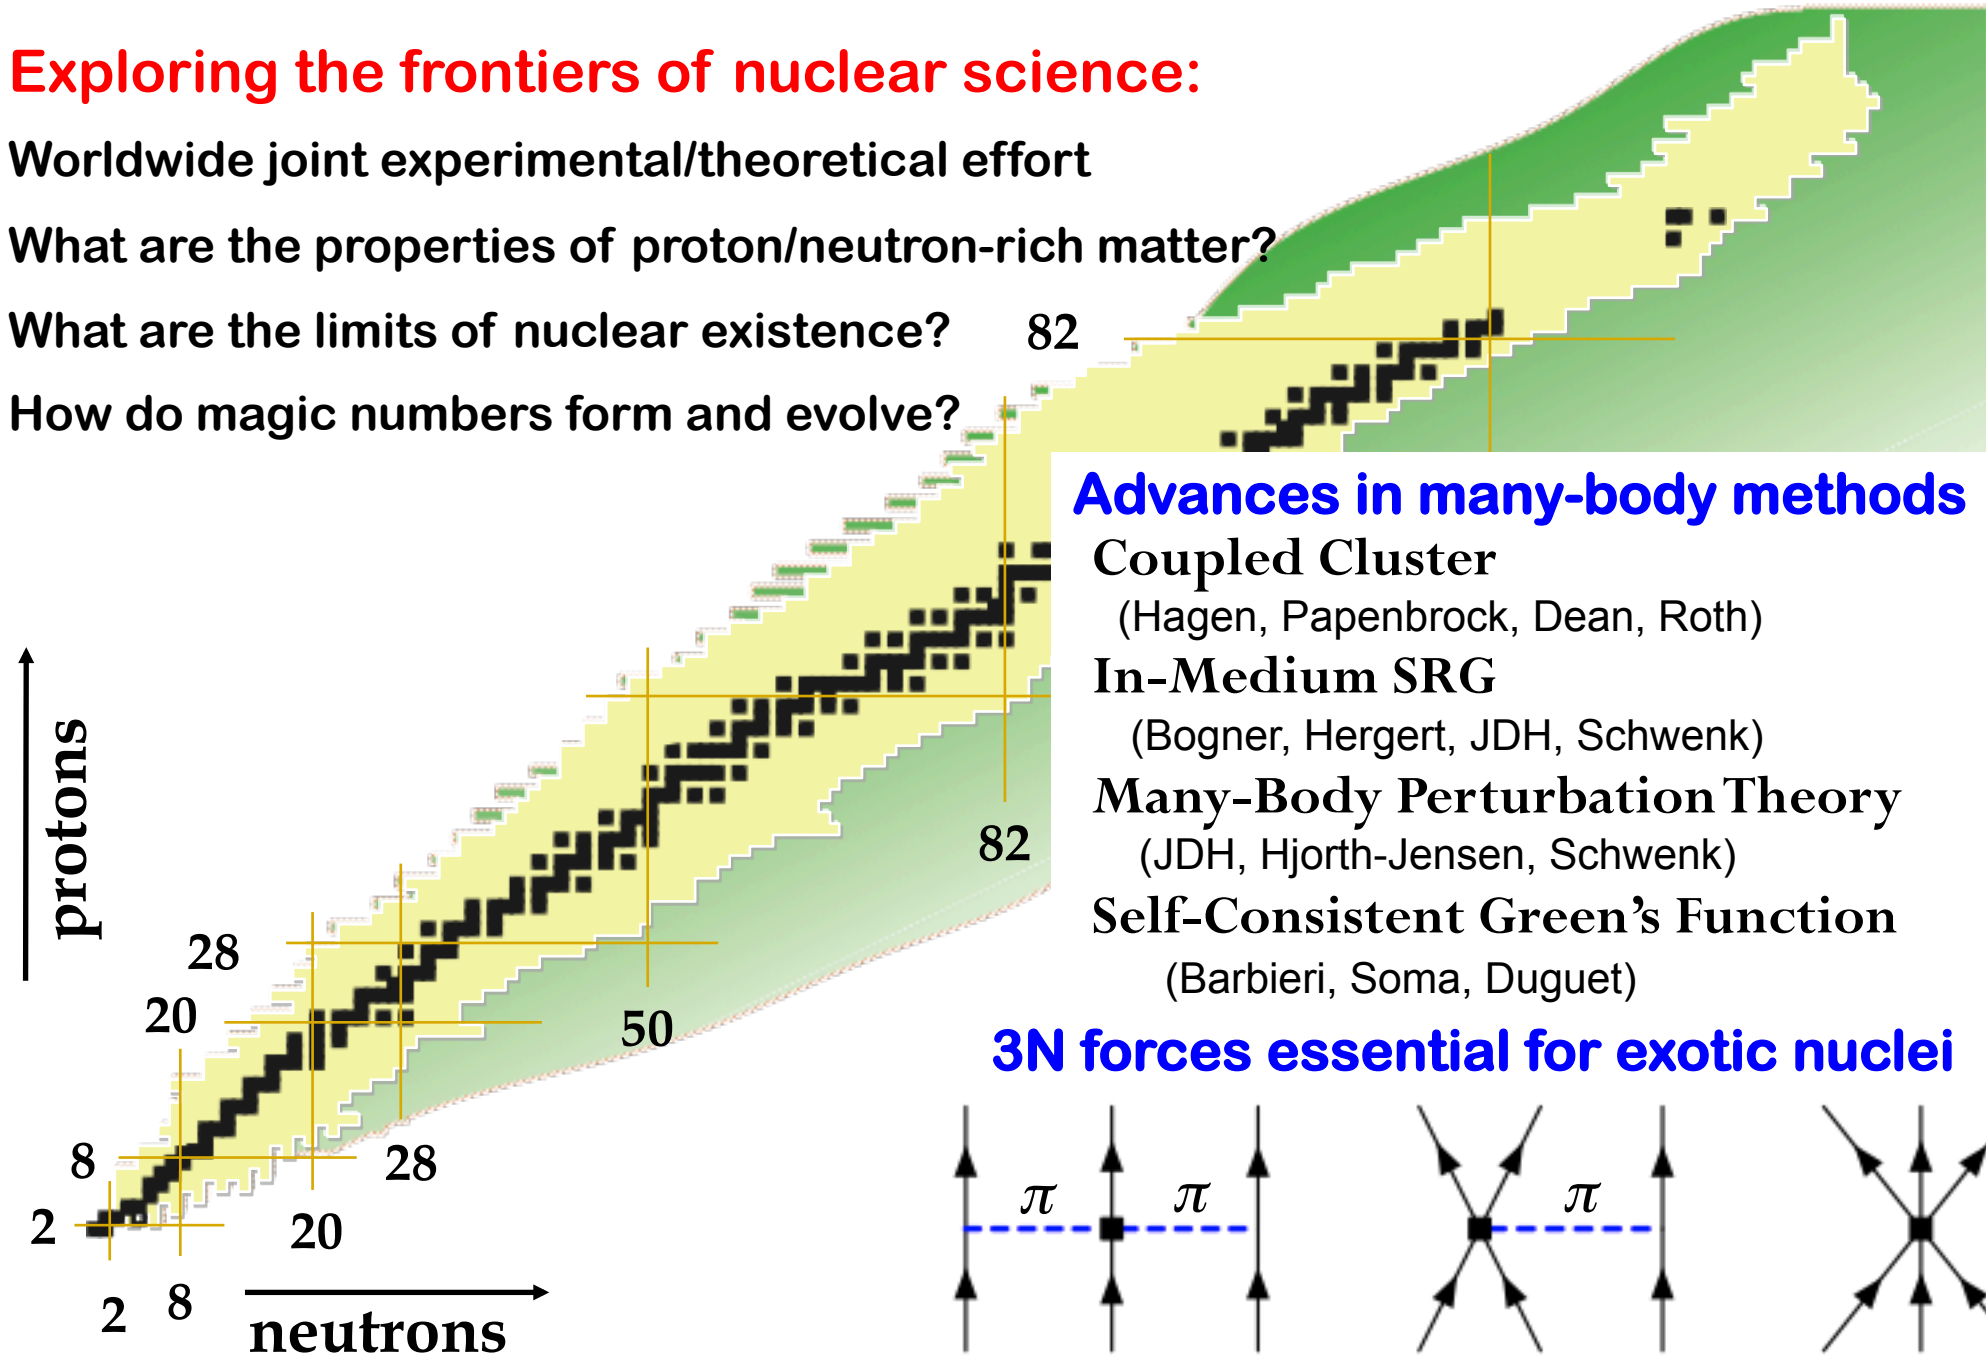 Exploring the frontiers of nuclear science:
Worldwide joint experimental/theoretical effort
What are the properties of proton/neutron-rich matter?
What are the limits of nuclear existence?
How do magic numbers form and evolve?
82
Advances in many-body methods
Coupled Cluster
(Hagen, Papenbrock, Dean, Roth)
In-Medium SRG
(Bogner, Hergert, JDH, Schwenk)
Many-Body Perturbation Theory
(JDH, Hjorth-Jensen, Schwenk)
Self-Consistent Green’s Function
(Barbieri, Soma, Duguet)
3N forces essential for exotic nuclei
π π π
protons
82
28
20
50
8
28
2
20
2 8
neutrons